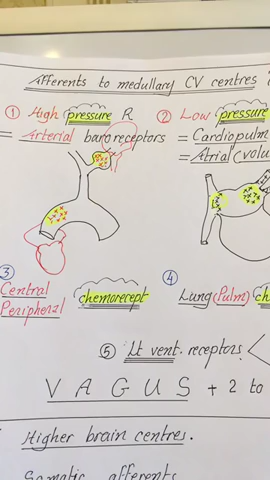 Afferents to medullary CV centres
① High pressure R
= Arterial baroreceptors
② Low pressure
= Cardiopulm
= Atrial (volu
③
Central
Peripheral
chemorecept
④
Lung (Pulm) ch
⑤ Lt vent. receptors
V A G U S + 2 to
Higher brain centres.
Somatic afferents